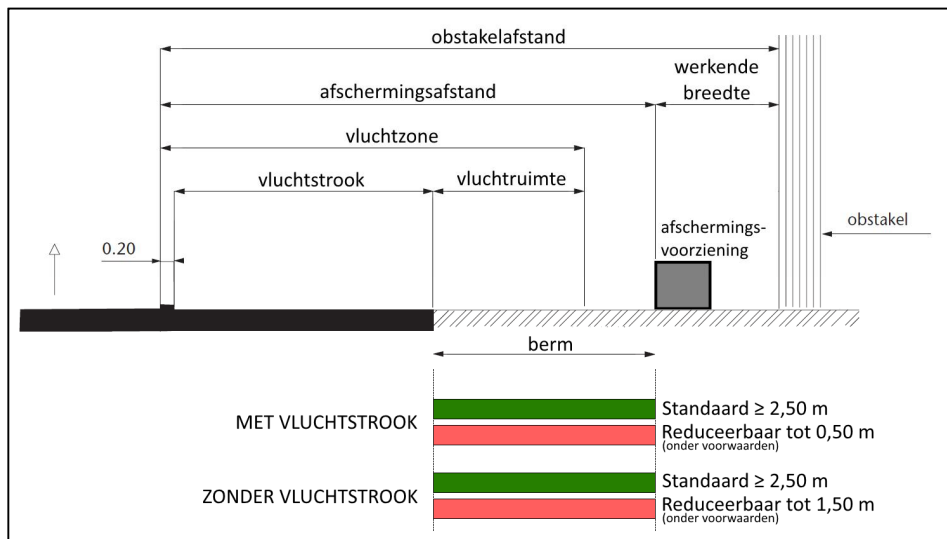 obstakelafstand
werkende
breedte
afschermingsafstand
vluchtzone
vluchtstrook
vluchtruimte
afschermings-
voorziening
obstakel
0.20
berm
MET VLUCHTSTROOK
Standaard ≥ 2,50 m
Reduceerbaar tot 0,50 m
(onder voorwaarden)
ZONDER VLUCHTSTROOK
Standaard ≥ 2,50 m
Reduceerbaar tot 1,50 m
(onder voorwaarden)